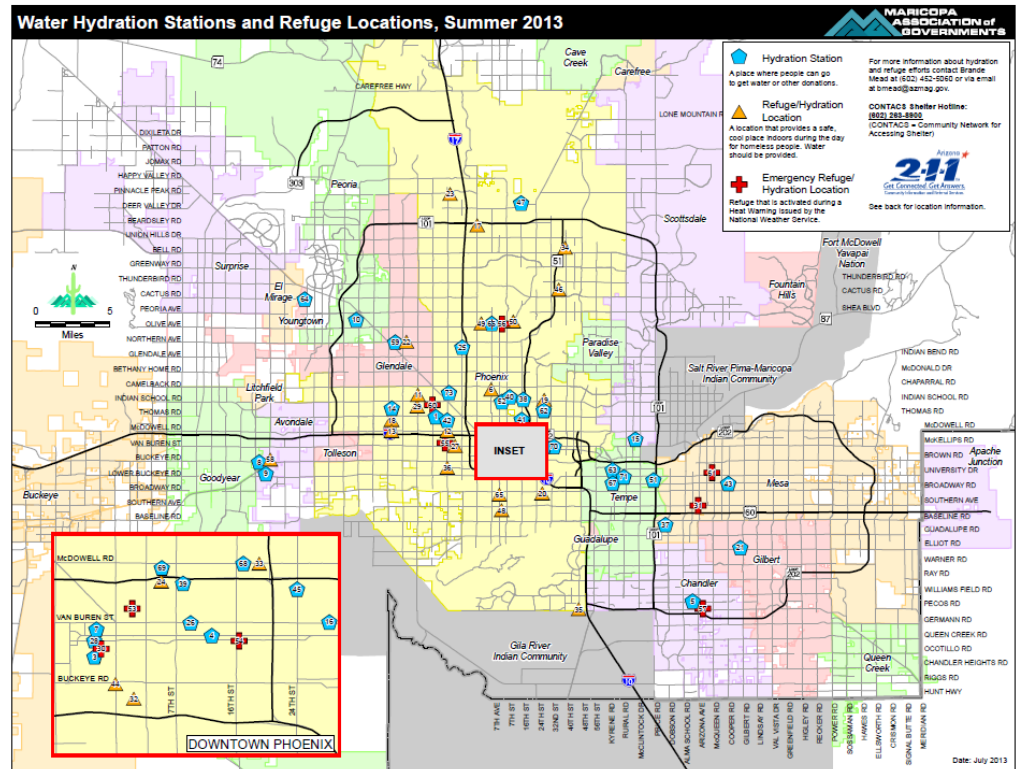 Water Hydration Stations and Refuge Locations, Summer 2013
MARICOPA
ASSOCIATION of
GOVERNMENTS
Hydration Station
A place where people can go
to get water or other donations.
Refuge/Hydration
Location
A location that provides a safe,
cool place indoors during the day
for homeless people. Water
should be provided.
Emergency Refuge/
Hydration Location
Refuge that is activated during a
Heat Warning issued by the
National Weather Service.
For more information about hydration
and refuge efforts contact Brande
Mead at (602) 452-5060 or via email
at bmead@azmag.gov.
CONTACS Shelter Hotline:
(602) 263-8900
(CONTACS = Community Network for
Accessing Shelter)
Arizona
2-1-1
Get Connected. Get Answers.
Community Information and Referral Services
See back for location information.
74
Cave
Creek
Carefree
CAREFREE HWY
LONE MOUNTAIN R
17
DIXILETA DR
PATTON RD
JOMAX RD
HAPPY VALLEY RD
PINNACLE PEAK RD
DEER VALLEY DR
BEARDSLEY RD
UNION HILLS DR
BELL RD
GREENWAY RD
THUNDERBIRD RD
CACTUS RD
PEORIA AVE
OLIVE AVE
NORTHERN AVE
GLENDALE AVE
BETHANY HOME RD
CAMELBACK RD
INDIAN SCHOOL RD
THOMAS RD
McDOWELL RD
VAN BUREN ST
BUCKEYE RD
LOWER BUCKEYE RD
BROADWAY RD
SOUTHERN AVE
BASELINE RD
303
Peoria
101
51
Scottsdale
Surprise
El
Mirage
Youngtown
Fort McDowell
Yavapai
Nation
THUNDERBIRD RD
CACTUS RD
SHEA BLVD
Fountain
Hills
87
N
0 5
Miles
Glendale
Phoenix
Paradise
Valley
Salt River Pima-Maricopa
Indian Community
INDIAN BEND RD
McDONALD DR
CHAPARRAL RD
INDIAN SCHOOL RD
THOMAS RD
McDOWELL RD
McKELLIPS RD
BROWN RD
UNIVERSITY DR
BROADWAY RD
SOUTHERN AVE
BASELINE RD
GUADALUPE RD
ELLIOT RD
WARNER RD
RAY RD
WILLIAMS FIELD RD
PECOS RD
GERMANN RD
QUEEN CREEK RD
OCOTILLO RD
CHANDLER HEIGHTS RD
RIGGS RD
HUNT HWY
Litchfield
Park
Avondale
Tolleson
Goodyear
Buckeye
INSET
101
202
Apache
Junction
Mesa
Tempe
60
Guadalupe
101
Gilbert
202
Chandler
Gila River
Indian Community
10
Queen
Creek
McDOWELL RD
VAN BUREN ST
BUCKEYE RD
7TH ST
16TH ST
24TH ST
DOWNTOWN PHOENIX
7TH AVE
7TH ST
16TH ST
24TH ST
32ND ST
40TH ST
48TH ST
56TH ST
KYRENE RD
RURAL RD
McCLINTOCK DR
PRICE RD
DOBSON RD
ALMA SCHOOL RD
ARIZONA AVE
McQUEEN RD
COOPER RD
GILBERT RD
LINDSAY RD
VAL VISTA DR
GREENFIELD RD
HIGLEY RD
RECKER RD
POWER RD
SOSSAMAN RD
HAWES RD
ELLSWORTH RD
CRISMON RD
SIGNAL BUTTE RD
MERIDIAN RD
Date: July 2013